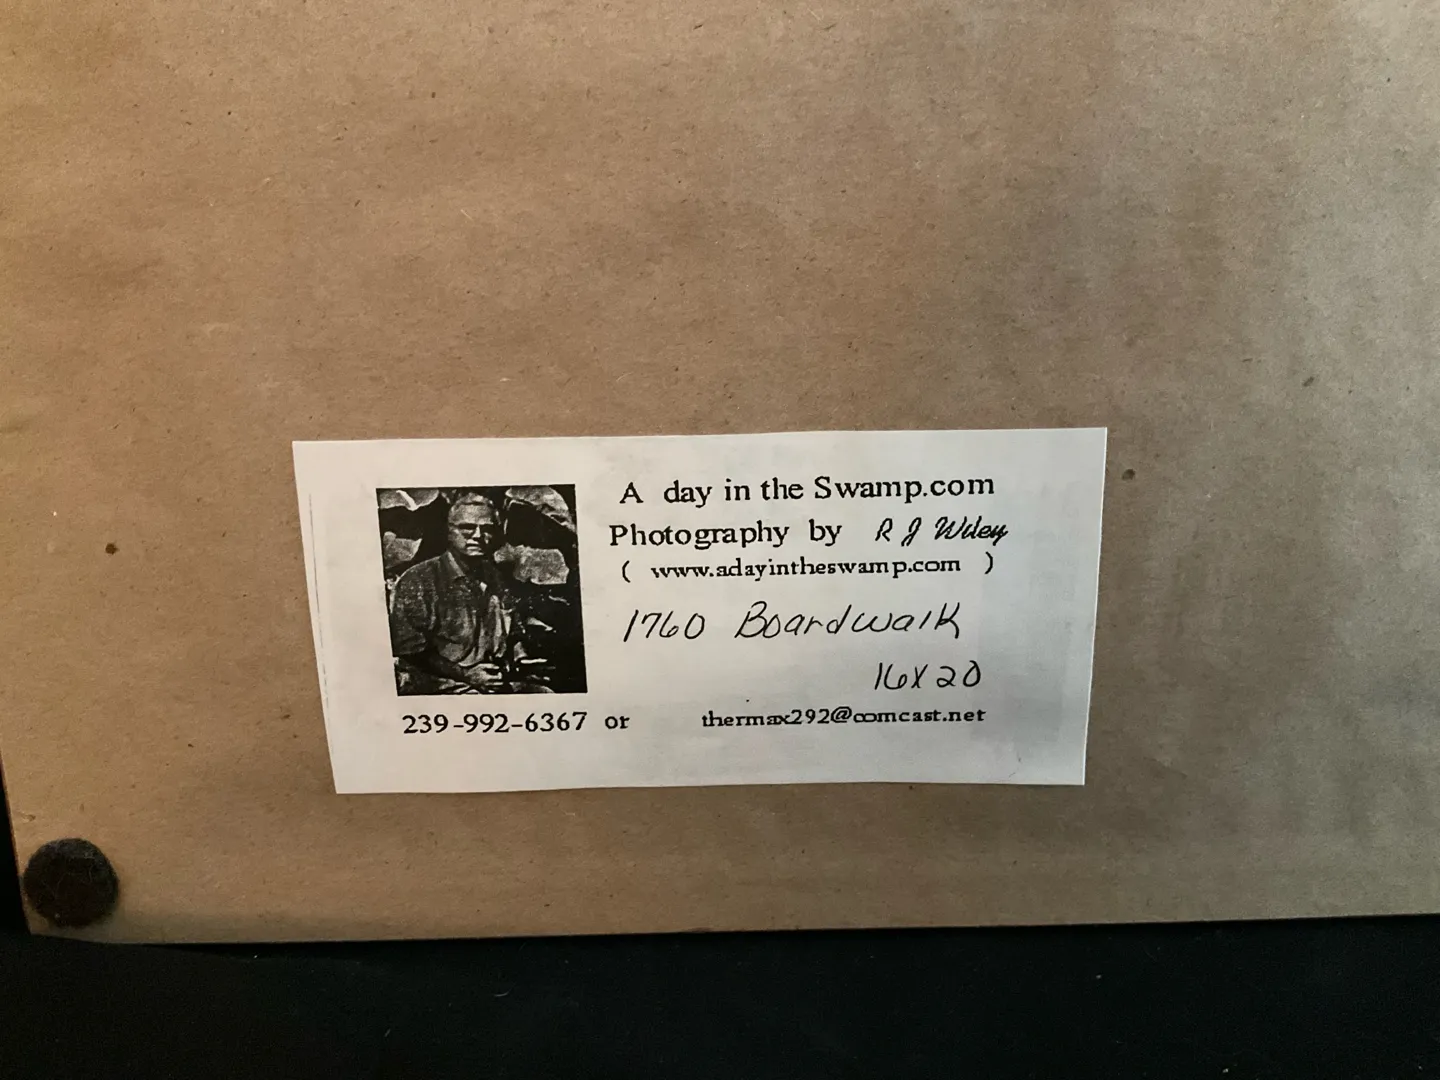 A day in the Swamp.com
Photography by R J Wiley
( www.adayintheswamp.com )
1760 Boardwalk
16X20
239-992-6367 or thermax292@comcast.net